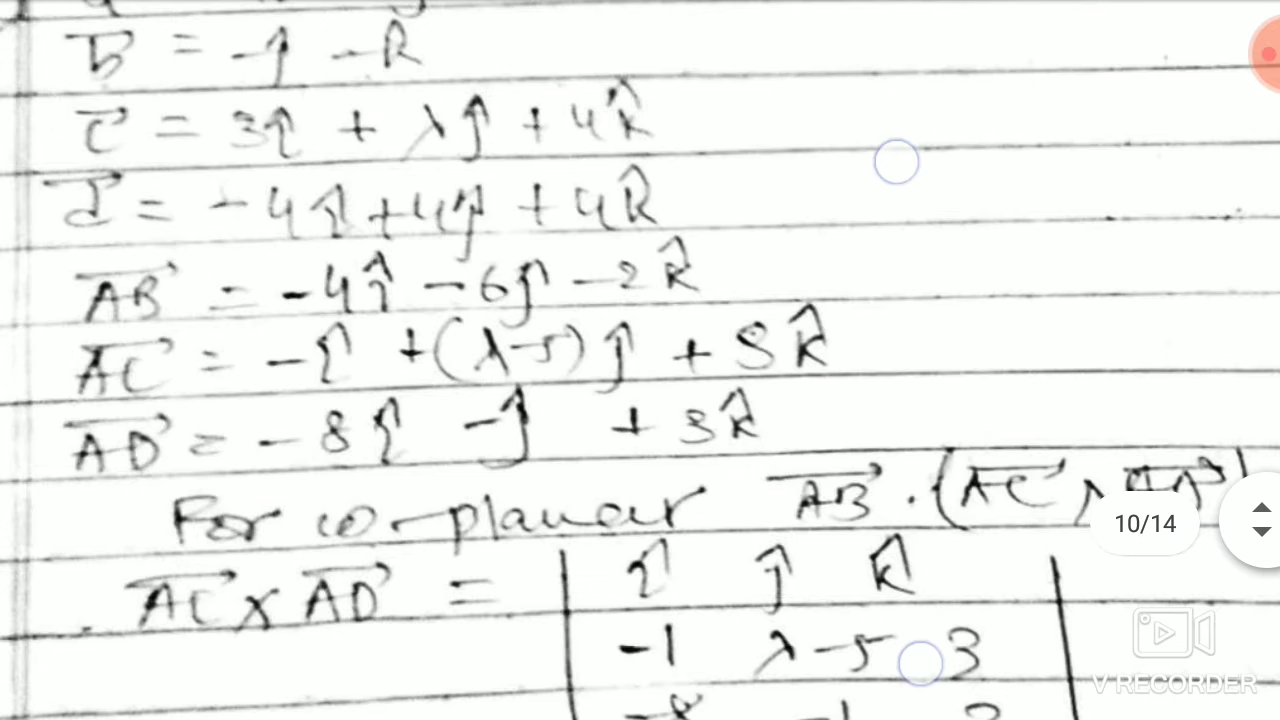 b⃗ = -ĵ - k̂
c⃗ = 3î + λĵ + 4k̂
d⃗ = -4î + 4ĵ + 4k̂
AB⃗ = -4î - 6ĵ - 2k̂
AC⃗ = -î + (λ-5)ĵ + 3k̂
AD⃗ = -8î - ĵ + 3k̂
For co-planar AB⃗ . (AC⃗
10/14
AC⃗ x AD⃗ = | î ĵ k̂ |
-1 λ-5 3
V RECORDER